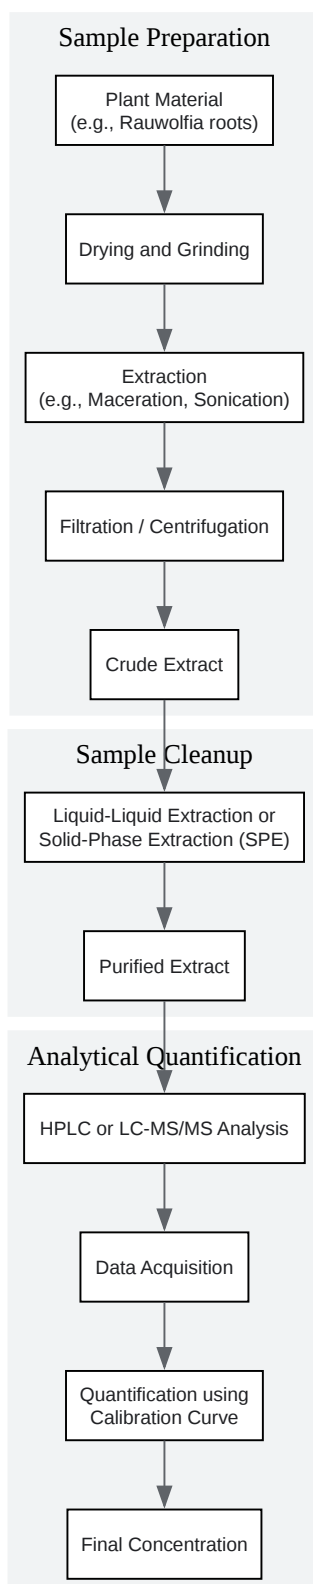 Sample Preparation
Plant Material
(e.g., Rauwolfia roots)
Drying and Grinding
Extraction
(e.g., Maceration, Sonication)
Filtration / Centrifugation
Crude Extract
Sample Cleanup
Liquid-Liquid Extraction or
Solid-Phase Extraction (SPE)
Purified Extract
Analytical Quantification
HPLC or LC-MS/MS Analysis
Data Acquisition
Quantification using
Calibration Curve
Final Concentration